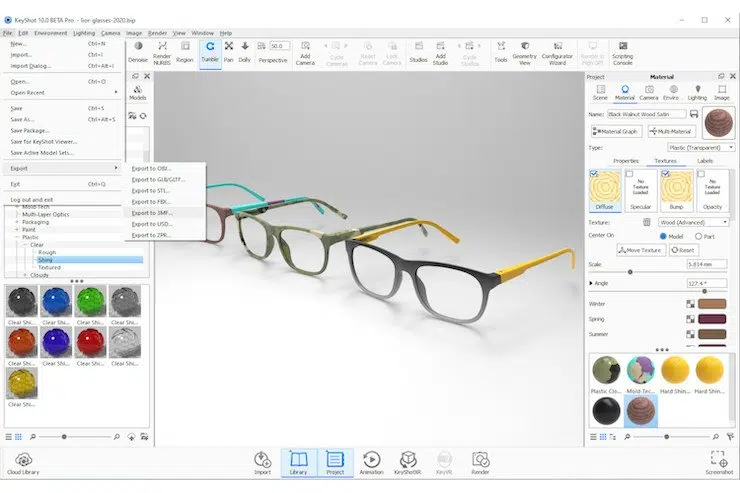 KeyShot 10.0 BETA Pro - lior-glasses-2020.bip
File Edit Environment Lighting Camera Image Render View Window Help
New... Ctrl+N
Import... Ctrl+I
Import Dialog... Ctrl+Alt+I
Open... Ctrl+O
Open Recent
Save Ctrl+S
Save As... Ctrl+Alt+S
Save Package...
Save for KeyShot Viewer...
Save Active Model Sets...
Export
Exit Ctrl+Q
Log out and exit
Export to OBJ...
Export to GLB/GLTF...
Export to STL...
Export to FBX...
Export to 3MF...
Export to USD...
Export to ZPR...
Denoise
Render NURBS
Region
Tumble
Pan
Dolly
50.0
Perspective
Add Camera
Cycle Cameras
Reset Camera
Lock Camera
Studios
Add Studio
Cycle Studios
Tools
Geometry View
Configurator Wizard
Scripting Console
Models
Mold-Tech
Multi-Layer Optics
Packaging
Paint
Plastic
Clear
Rough
Shiny
Textured
Cloudy
Clear Shi... Clear Shi... Clear Shi... Clear Shi...
Clear Shi... Clear Shi... Clear Shi... Clear Shi...
Clear Shi...
Project Material
Scene Material Camera Enviro... Lighting Image
Name: Black Walnut Wood Satin
Material Graph Multi-Material
Type: Plastic (Transparent)
Properties Textures Labels
No Texture Loaded
No Texture Loaded
Diffuse Specular Bump Opacity
Texture: Wood (Advanced)
Center On Model Part
Move Texture Reset
Scale 5.814 mm
Angle 127.4°
Winter
Spring
Summer
Plastic Clo... Mold-Tec... Hard Shin... Hard Shin...
Cloud Library
Import
Library
Project
Animation
KeyShotXR
KeyVR
Render
Screenshot